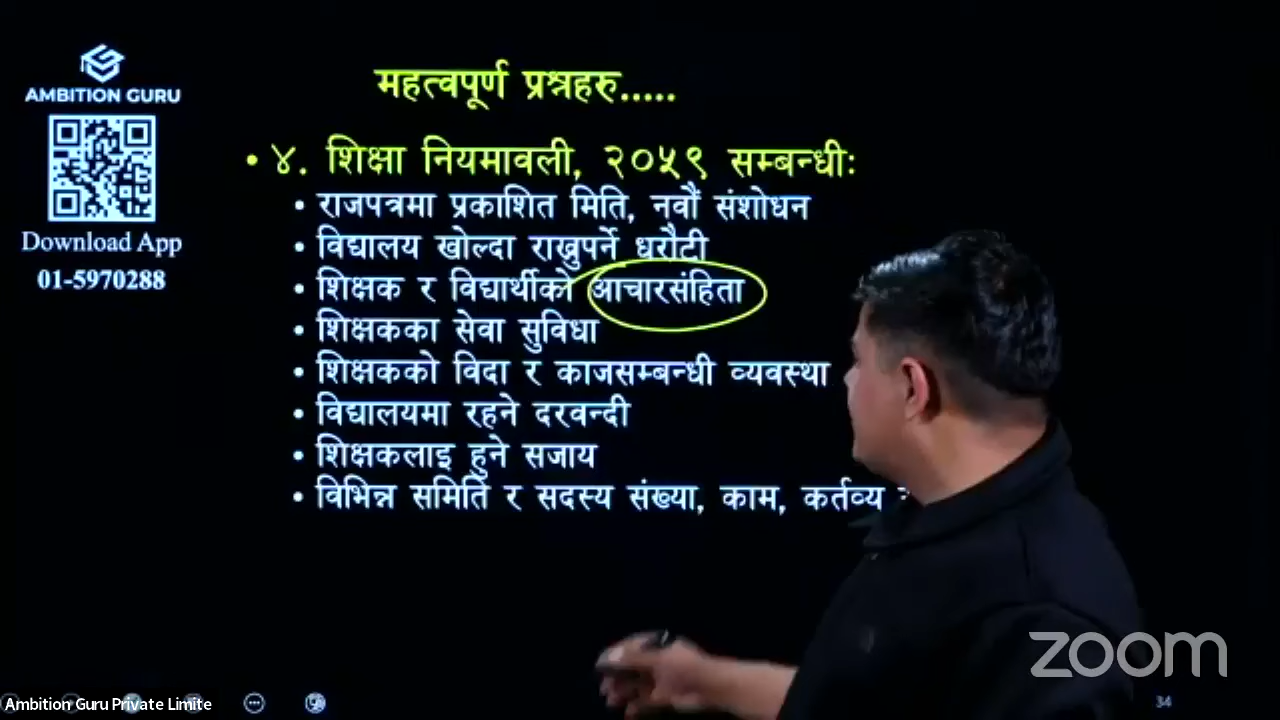 AMBITION GURU
Download App
01-5970288
महत्वपूर्ण प्रश्नहरु.....
• ४. शिक्षा नियमावली, २०५९ सम्बन्धीः
• राजपत्रमा प्रकाशित मिति, नवौं संशोधन
• विद्यालय खोल्दा राख्नुपर्ने धरौटी
• शिक्षक र विद्यार्थीको आचारसंहिता
• शिक्षकका सेवा सुविधा
• शिक्षकको विदा र काजसम्बन्धी व्यवस्था
• विद्यालयमा रहने दरवन्दी
• शिक्षकलाइ हुने सजाय
• विभिन्न समिति र सदस्य संख्या, काम, कर्तव्य
zoom
Ambition Guru Private Limite
34